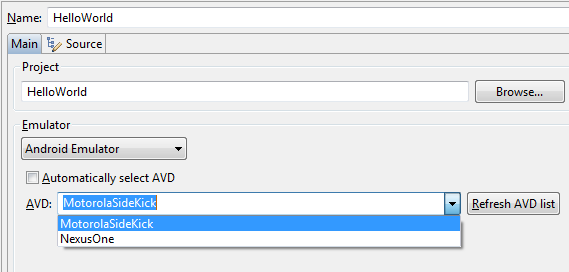 Name: HelloWorld
Main Source
Project
HelloWorld Browse...
Emulator
Android Emulator
Automatically select AVD
AVD: MotorolaSideKick Refresh AVD list
MotorolaSideKick
NexusOne